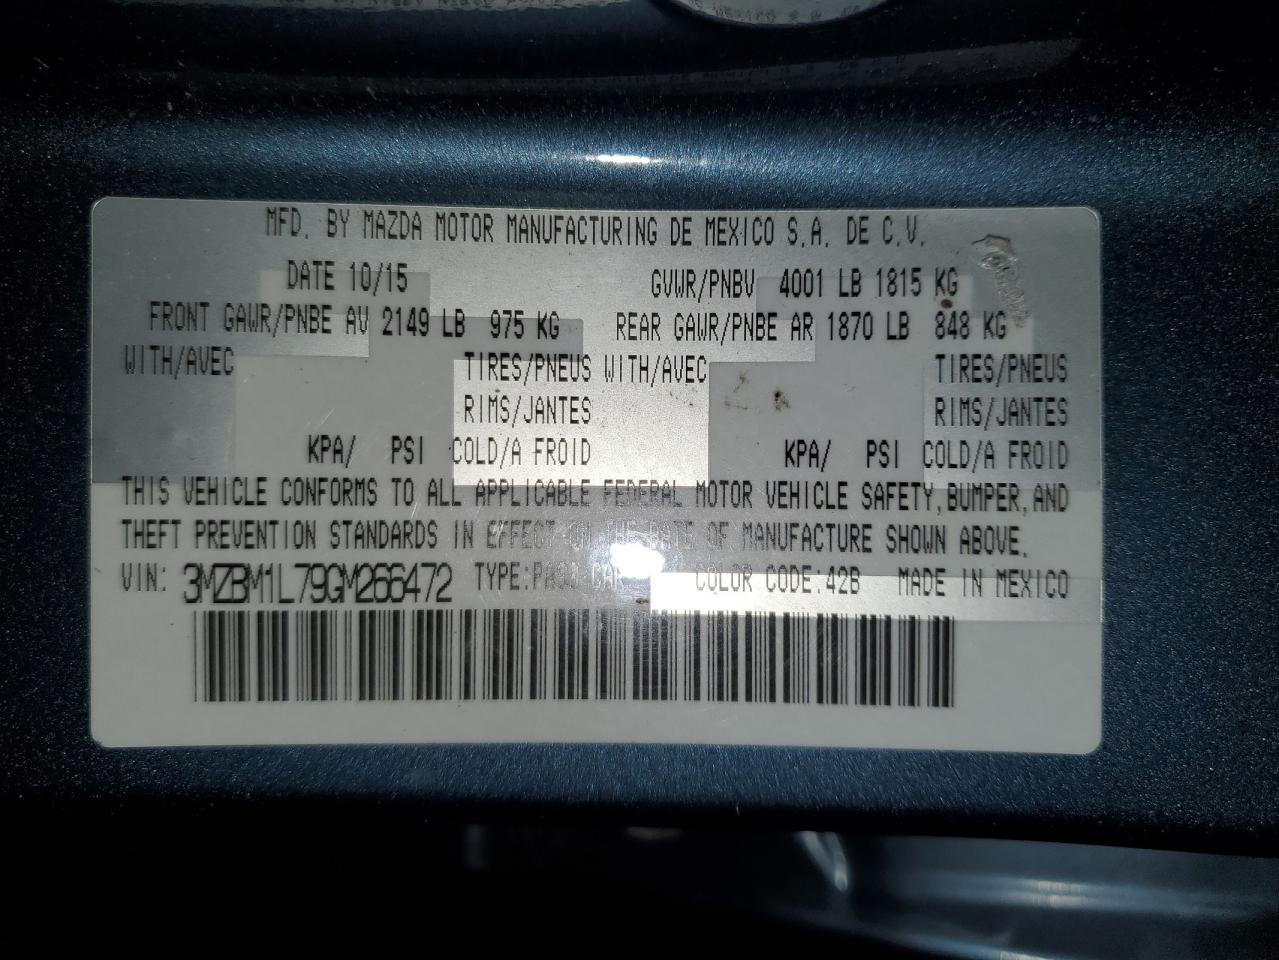 MFD. BY MAZDA MOTOR MANUFACTURING DE MEXICO S.A. DE C.V.
DATE 10/15 GVWR/PNBV 4001 LB 1815 KG
FRONT GAWR/PNBE AV 2149 LB 975 KG REAR GAWR/PNBE AR 1870 LB 848 KG
WITH/AVEC TIRES/PNEUS WITH/AVEC TIRES/PNEUS
RIMS/JANTES RIMS/JANTES
KPA/ PSI COLD/A FROID KPA/ PSI COLD/A FROID
THIS VEHICLE CONFORMS TO ALL APPLICABLE FEDERAL MOTOR VEHICLE SAFETY, BUMPER, AND
THEFT PREVENTION STANDARDS IN EFFECT ON THE DATE OF MANUFACTURE SHOWN ABOVE.
VIN: 3MZBM1L79GM266472 TYPE:PASS CAR COLOR CODE:42B MADE IN MEXICO